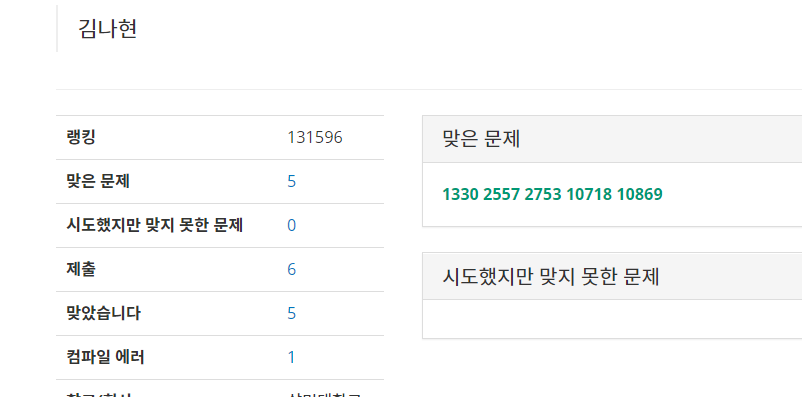 김나현
랭킹 131596
맞은 문제 5
시도했지만 맞지 못한 문제 0
제출 6
맞았습니다 5
컴파일 에러 1
맞은 문제
1330 2557 2753 10718 10869
시도했지만 맞지 못한 문제